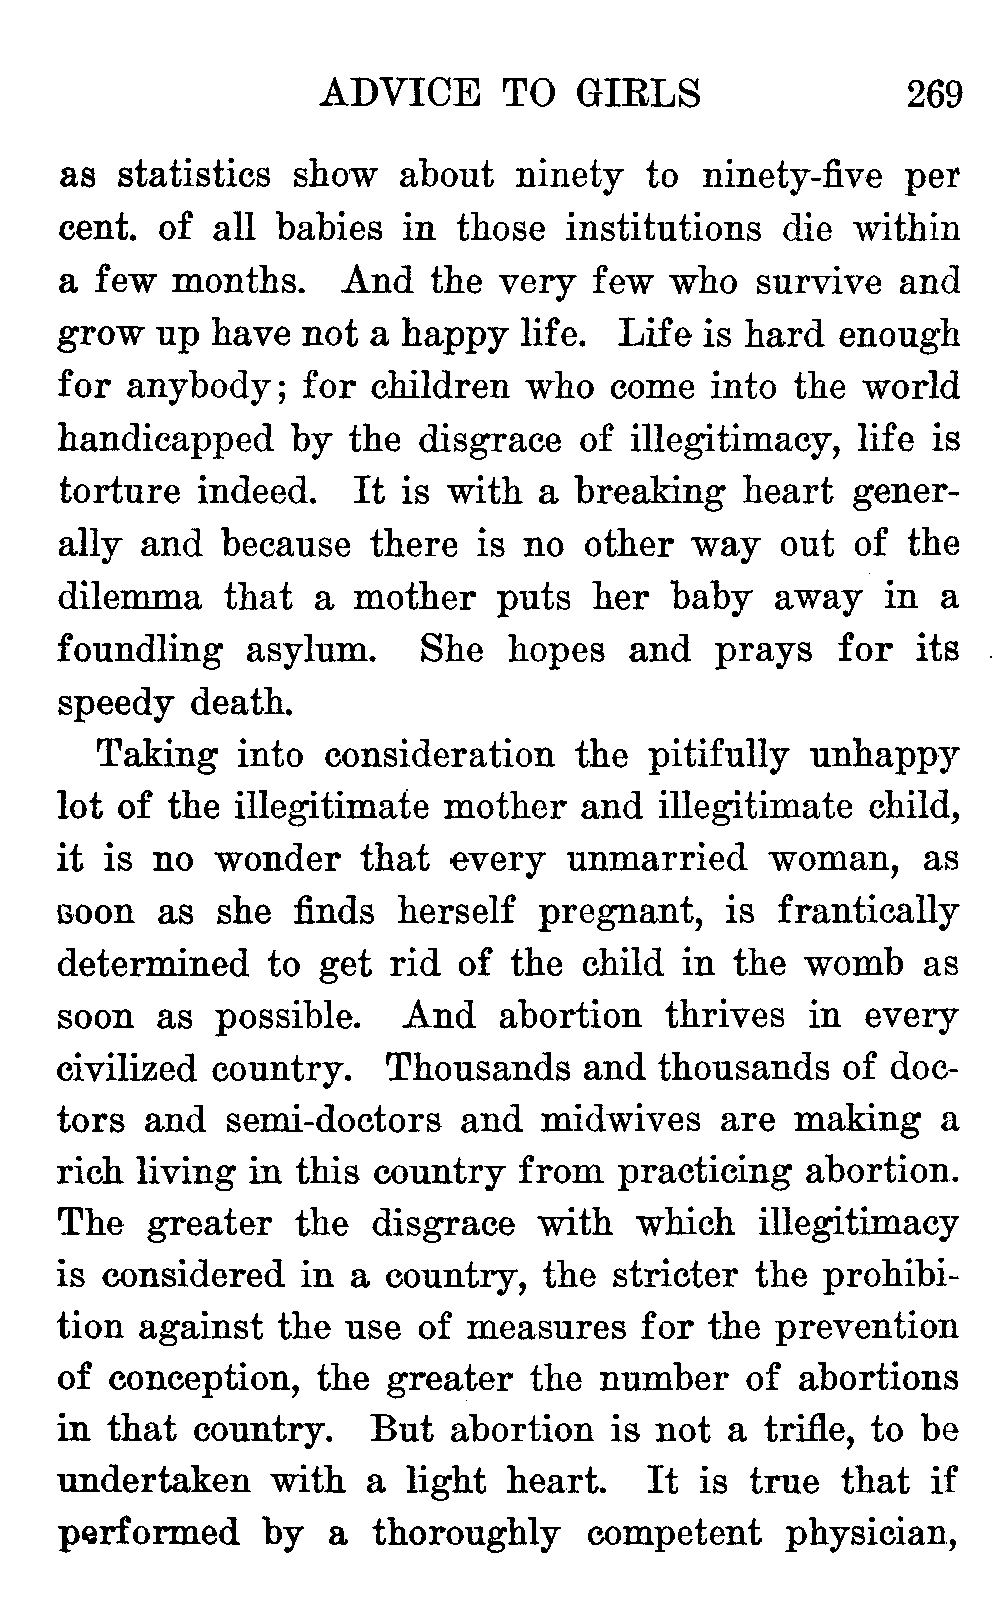 ADVICE TO GIRLS 269
as statistics show about ninety to ninety-five per
cent. of all babies in those institutions die within
a few months. And the very few who survive and
grow up have not a happy life. Life is hard enough
for anybody; for children who come into the world
handicapped by the disgrace of illegitimacy, life is
torture indeed. It is with a breaking heart gener-
ally and because there is no other way out of the
dilemma that a mother puts her baby away in a
foundling asylum. She hopes and prays for its
speedy death.
Taking into consideration the pitifully unhappy
lot of the illegitimate mother and illegitimate child,
it is no wonder that every unmarried woman, as
soon as she finds herself pregnant, is frantically
determined to get rid of the child in the womb as
soon as possible. And abortion thrives in every
civilized country. Thousands and thousands of doc-
tors and semi-doctors and midwives are making a
rich living in this country from practicing abortion.
The greater the disgrace with which illegitimacy
is considered in a country, the stricter the prohibi-
tion against the use of measures for the prevention
of conception, the greater the number of abortions
in that country. But abortion is not a trifle, to be
undertaken with a light heart. It is true that if
performed by a thoroughly competent physician,